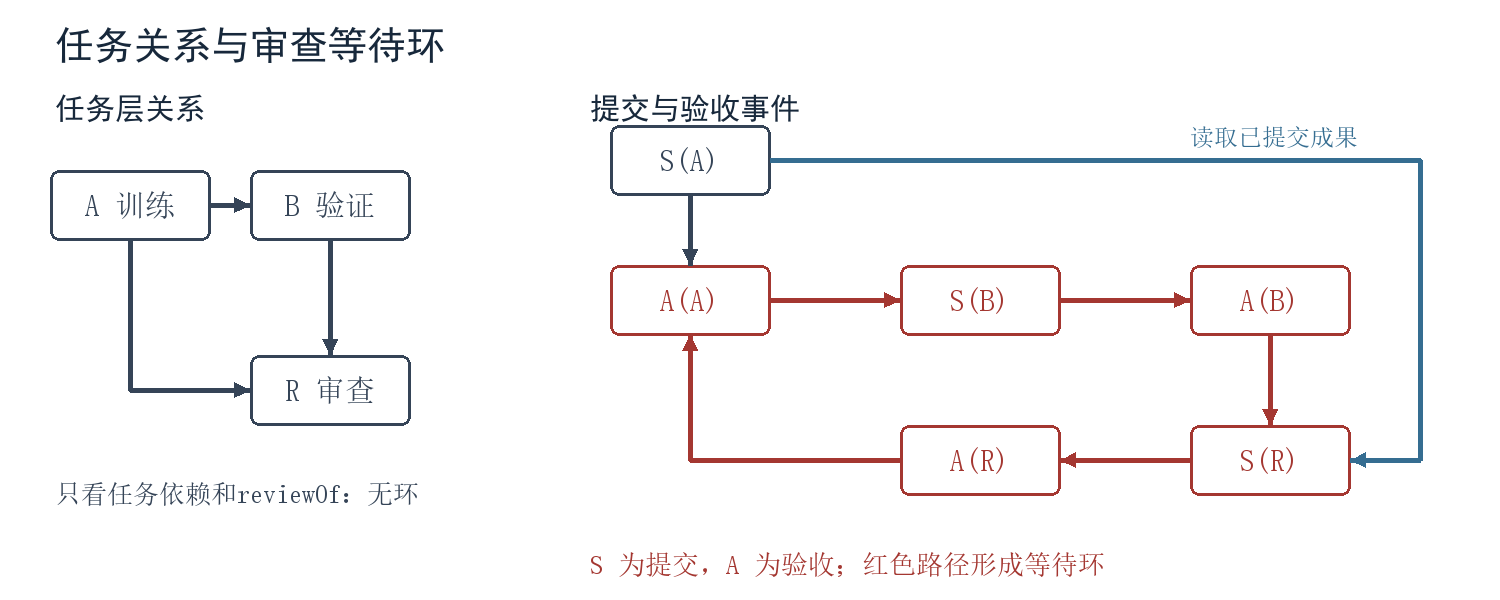 任务关系与审查等待环
任务层关系
A 训练
B 验证
R 审查
只看任务依赖和reviewOf：无环
提交与验收事件
读取已提交成果
S(A)
A(A)
S(B)
A(B)
A(R)
S(R)
S 为提交，A 为验收；红色路径形成等待环